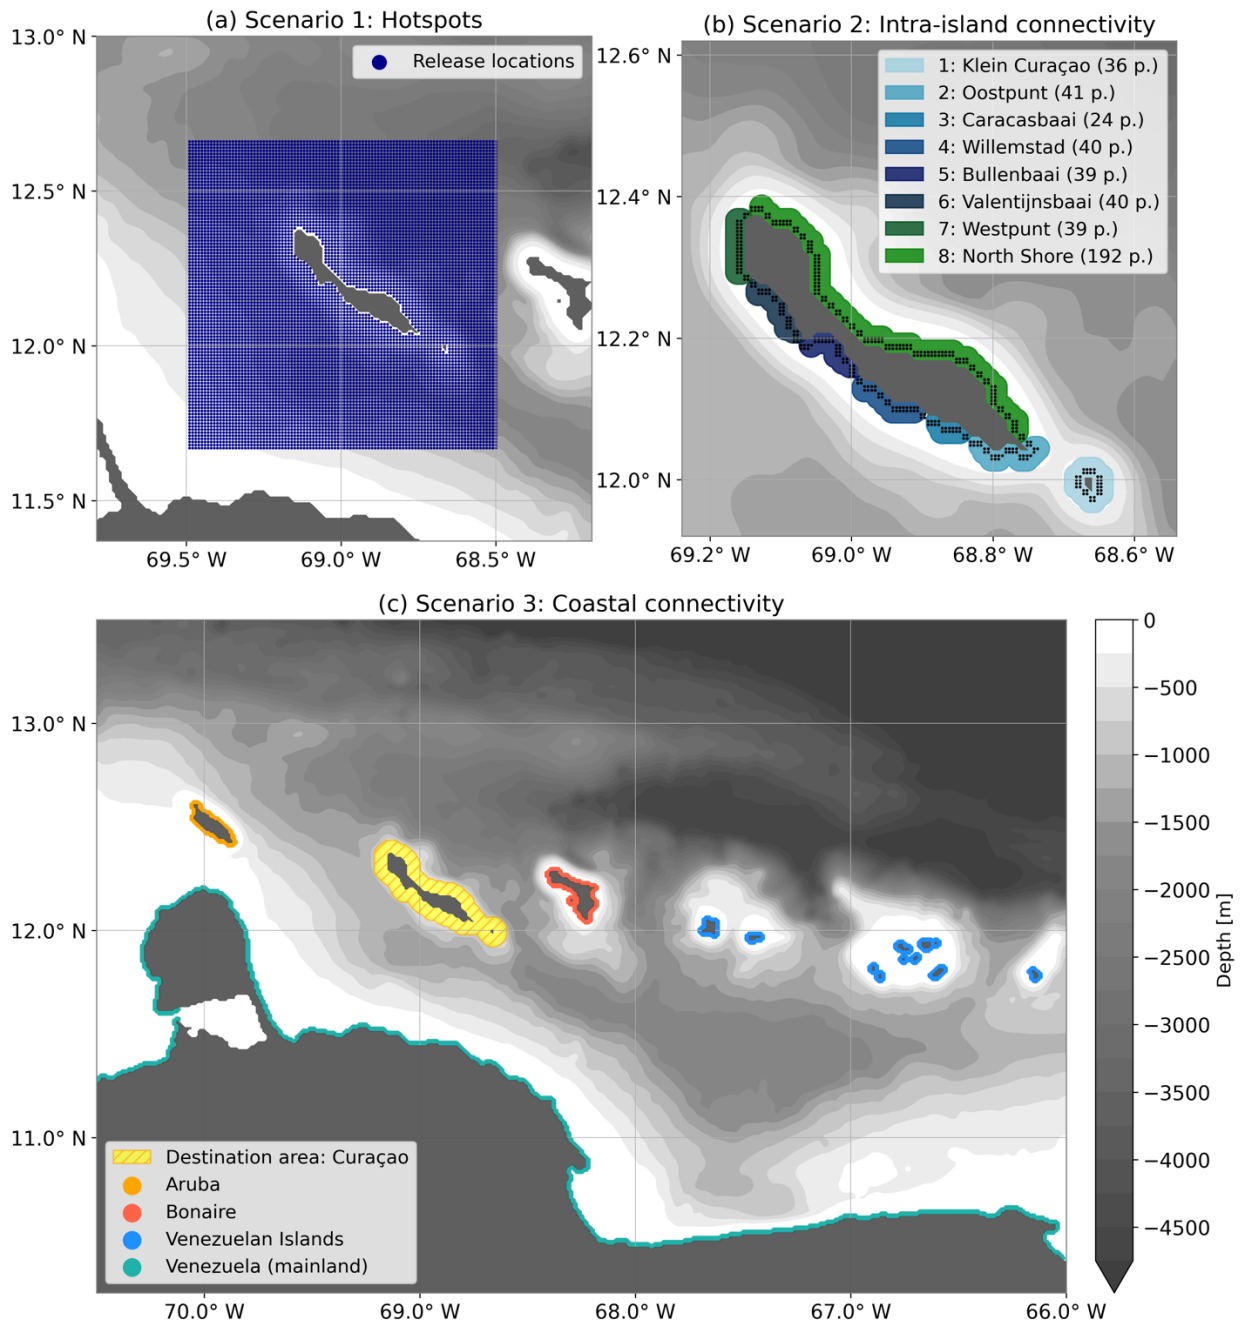 (a) Scenario 1: Hotspots
13.0° N
12.5° N
12.0° N
11.5° N
69.5° W
69.0° W
68.5° W
Release locations
(b) Scenario 2: Intra-island connectivity
12.6° N
12.4° N
12.2° N
12.0° N
69.2° W
69.0° W
68.8° W
68.6° W
1: Klein Curaçao (36 p.)
2: Oostpunt (41 p.)
3: Caracasbaai (24 p.)
4: Willemstad (40 p.)
5: Bullenbaai (39 p.)
6: Valentijnsbaai (40 p.)
7: Westpunt (39 p.)
8: North Shore (192 p.)
(c) Scenario 3: Coastal connectivity
13.0° N
12.0° N
11.0° N
70.0° W
69.0° W
68.0° W
67.0° W
66.0° W
Destination area: Curaçao
Aruba
Bonaire
Venezuelan Islands
Venezuela (mainland)
0
−500
−1000
−1500
−2000
−2500
−3000
−3500
−4000
−4500
Depth [m]